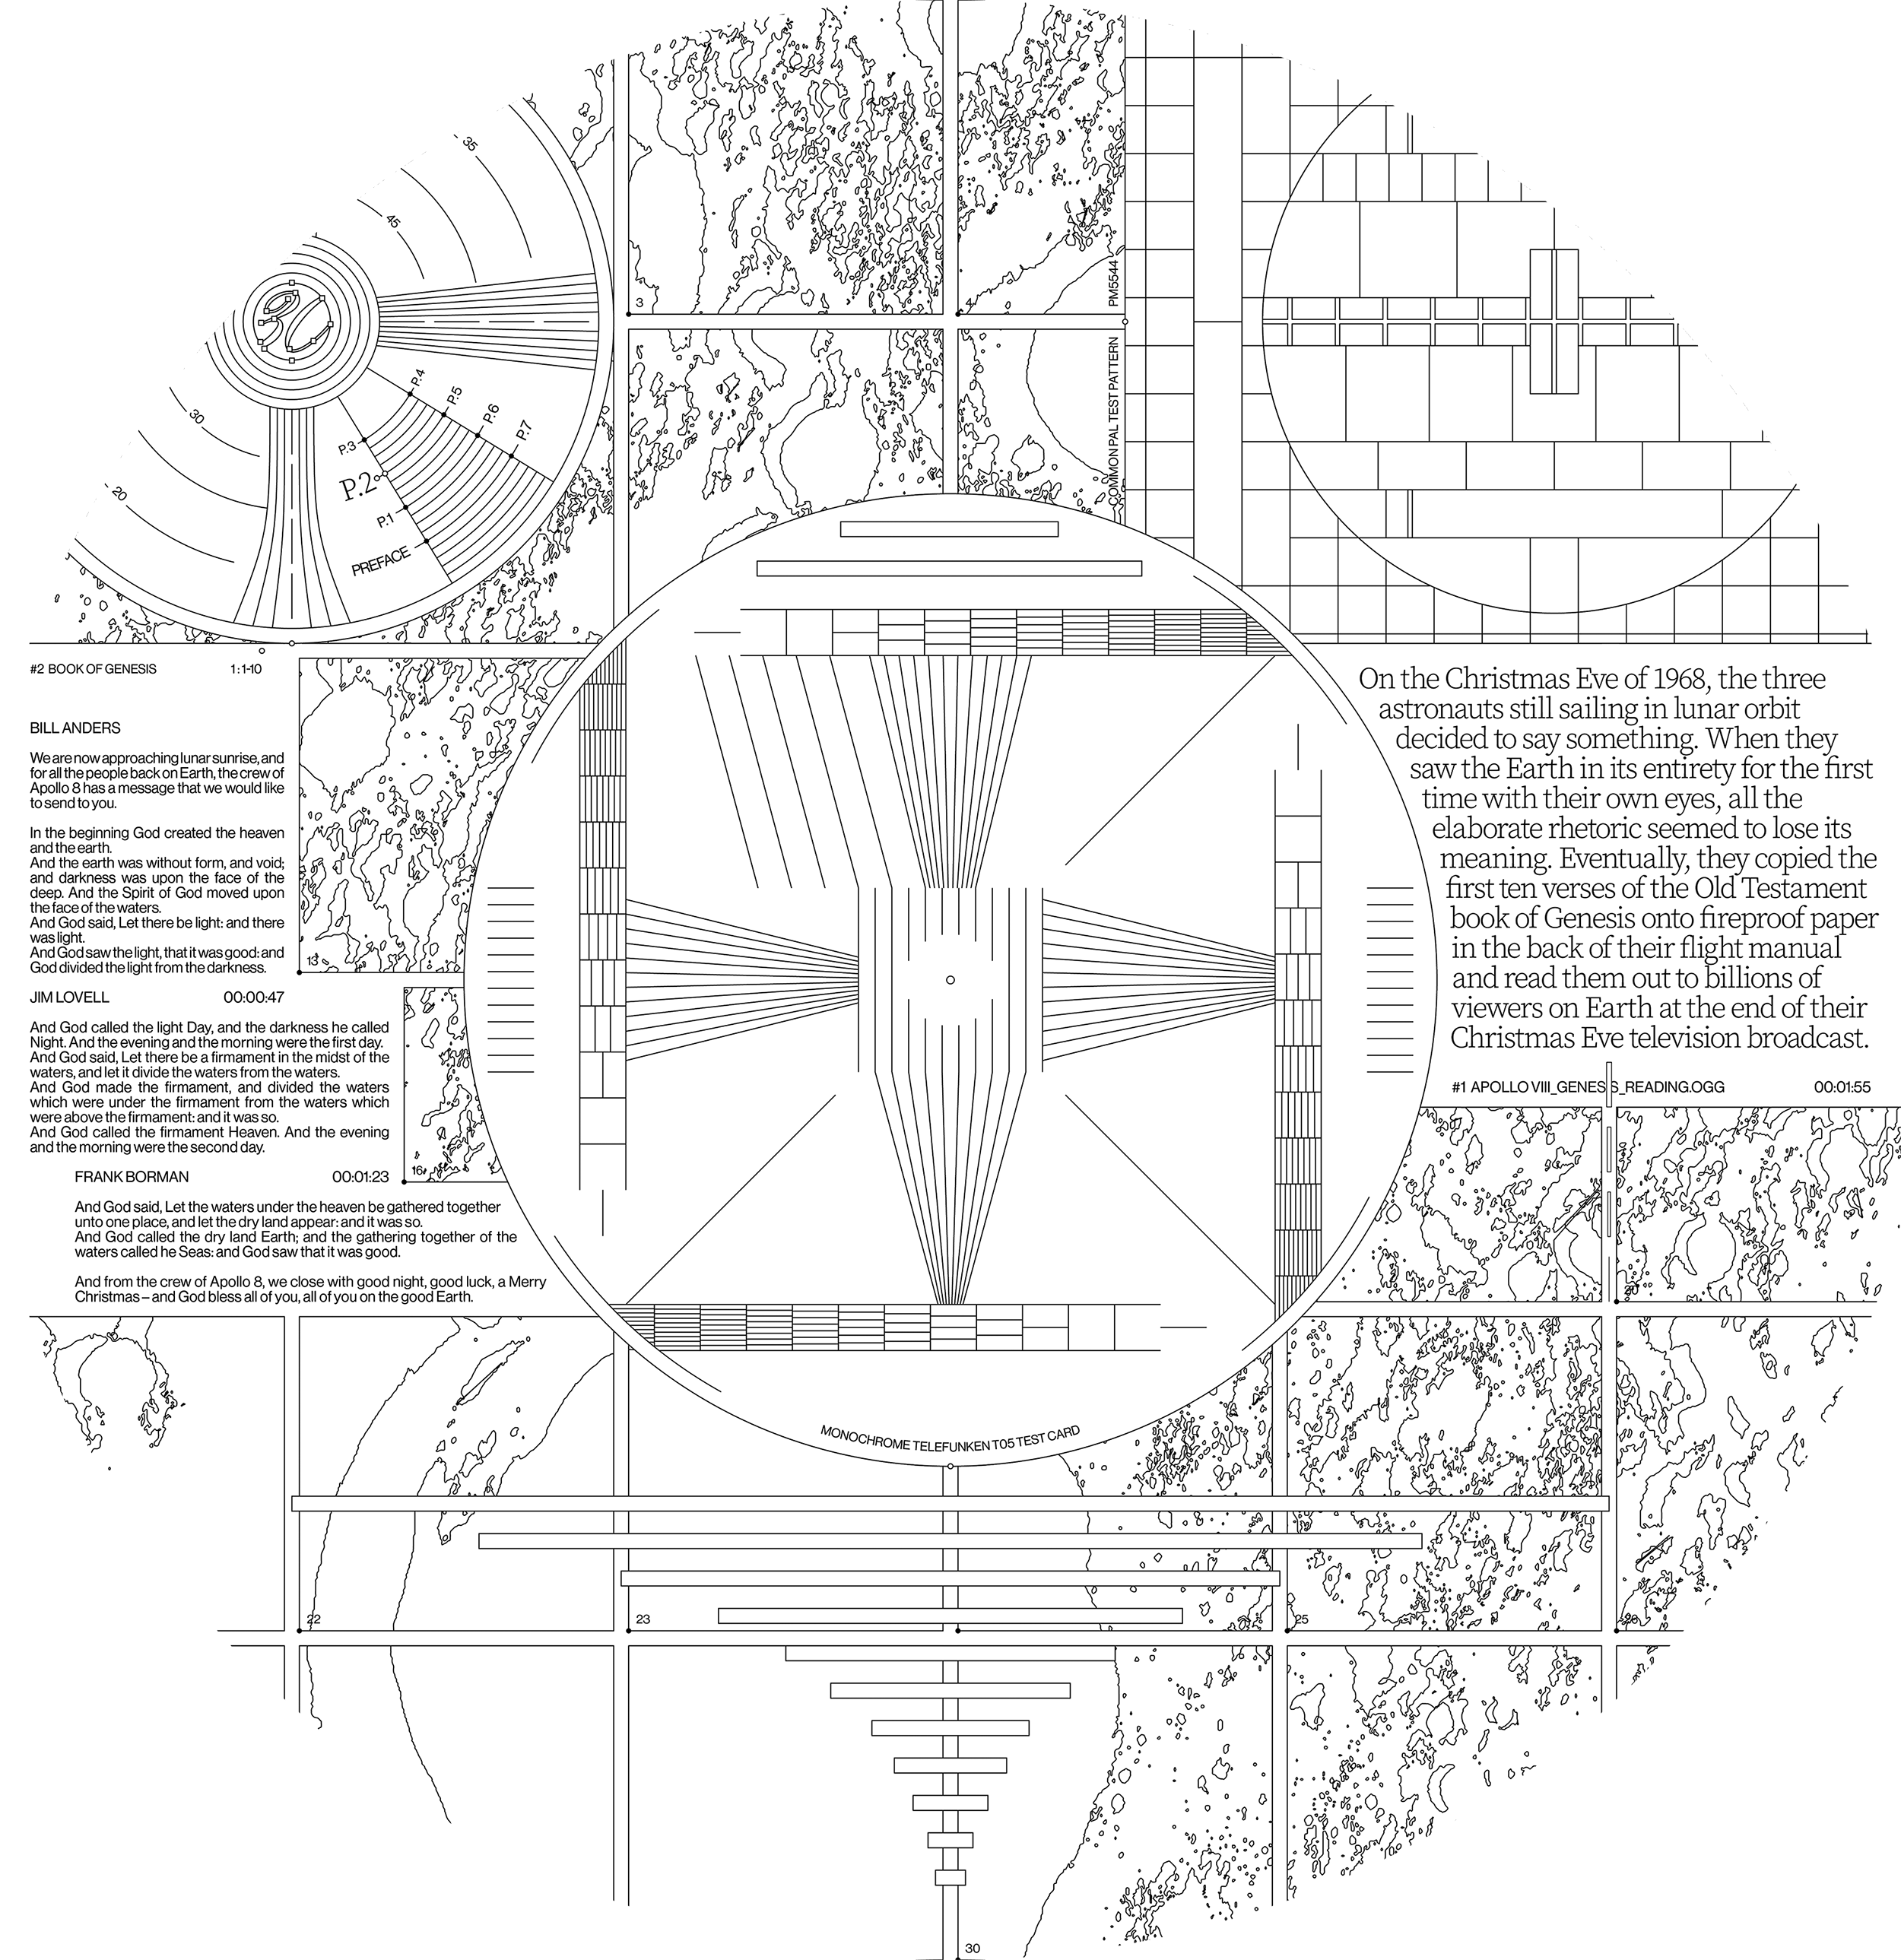 35
45
30
20
P.4
P.5
P.6
P.7
P.3
P.2
P.1
PREFACE
3
4
PM5544
COMMON PAL TEST PATTERN
#2 BOOK OF GENESIS 1:1-10
BILL ANDERS
We are now approaching lunar sunrise, and
for all the people back on Earth, the crew of
Apollo 8 has a message that we would like
to send to you.
In the beginning God created the heaven
and the earth.
And the earth was without form, and void;
and darkness was upon the face of the
deep. And the Spirit of God moved upon
the face of the waters.
And God said, Let there be light: and there
was light.
And God saw the light, that it was good: and
God divided the light from the darkness.
13
JIM LOVELL 00:00:47
And God called the light Day, and the darkness he called
Night. And the evening and the morning were the first day.
And God said, Let there be a firmament in the midst of the
waters, and let it divide the waters from the waters.
And God made the firmament, and divided the waters
which were under the firmament from the waters which
were above the firmament: and it was so.
And God called the firmament Heaven. And the evening
and the morning were the second day.
16
FRANK BORMAN 00:01:23
And God said, Let the waters under the heaven be gathered together
unto one place, and let the dry land appear: and it was so.
And God called the dry land Earth; and the gathering together of the
waters called he Seas: and God saw that it was good.
And from the crew of Apollo 8, we close with good night, good luck, a Merry
Christmas – and God bless all of you, all of you on the good Earth.
On the Christmas Eve of 1968, the three
astronauts still sailing in lunar orbit
decided to say something. When they
saw the Earth in its entirety for the first
time with their own eyes, all the
elaborate rhetoric seemed to lose its
meaning. Eventually, they copied the
first ten verses of the Old Testament
book of Genesis onto fireproof paper
in the back of their flight manual
and read them out to billions of
viewers on Earth at the end of their
Christmas Eve television broadcast.
#1 APOLLO VIII_GENESIS_READING.OGG 00:01:55
MONOCHROME TELEFUNKEN T05 TEST CARD
22
23
25
30